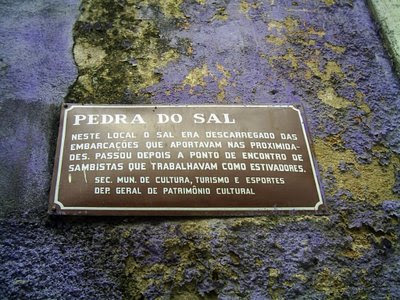 PEDRA DO SAL
NESTE LOCAL O SAL ERA DESCARREGADO DAS
EMBARCAÇÕES QUE APORTAVAM NAS PROXIMIDA-
DES. PASSOU DEPOIS A PONTO DE ENCONTRO DE
SAMBISTAS QUE TRABALHAVAM COMO ESTIVADORES.
SEC. MUN. DE CULTURA, TURISMO E ESPORTES
DEP. GERAL DE PATRIMÔNIO CULTURAL